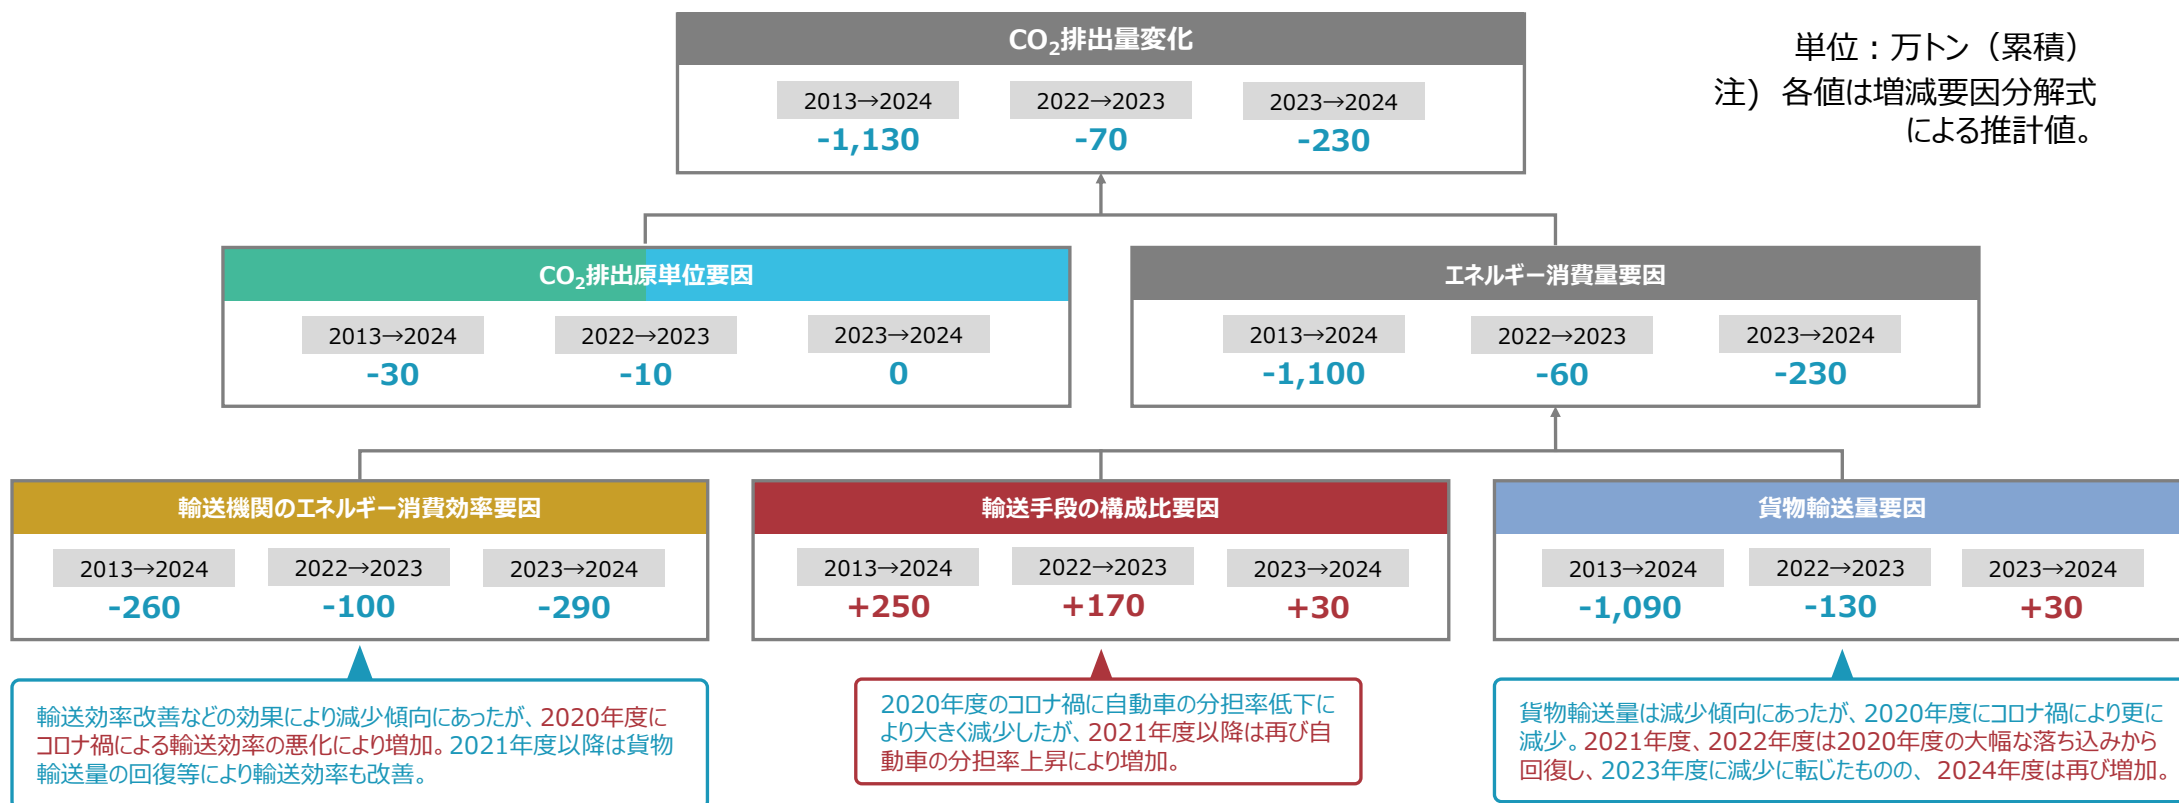 CO2排出量変化
2013→2024 2022→2023 2023→2024
-1,130 -70 -230
単位：万トン（累積）
注）各値は増減要因分解式
による推計値。
CO2排出原単位要因
2013→2024 2022→2023 2023→2024
-30 -10 0
エネルギー消費量要因
2013→2024 2022→2023 2023→2024
-1,100 -60 -230
輸送機関のエネルギー消費効率要因
2013→2024 2022→2023 2023→2024
-260 -100 -290
輸送手段の構成比要因
2013→2024 2022→2023 2023→2024
+250 +170 +30
貨物輸送量要因
2013→2024 2022→2023 2023→2024
-1,090 -130 +30
輸送効率改善などの効果により減少傾向にあったが、2020年度に
コロナ禍による輸送効率の悪化により増加。2021年度以降は貨物
輸送量の回復等により輸送効率も改善。
2020年度のコロナ禍に自動車の分担率低下に
より大きく減少したが、2021年度以降は再び自
動車の分担率上昇により増加。
貨物輸送量は減少傾向にあったが、2020年度にコロナ禍により更に
減少。2021年度、2022年度は2020年度の大幅な落ち込みから
回復し、2023年度に減少に転じたものの、2024年度は再び増加。